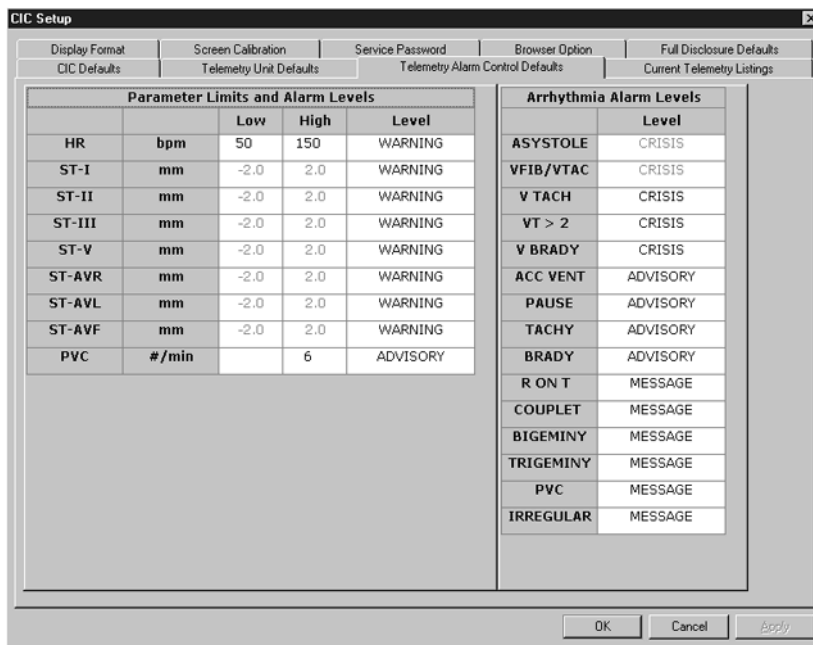 CIC Setup
Display Format Screen Calibration Service Password Browser Option Full Disclosure Defaults
CIC Defaults Telemetry Unit Defaults Telemetry Alarm Control Defaults Current Telemetry Listings
Parameter Limits and Alarm Levels
Low High Level
HR bpm 50 150 WARNING
ST-I mm -2.0 2.0 WARNING
ST-II mm -2.0 2.0 WARNING
ST-III mm -2.0 2.0 WARNING
ST-V mm -2.0 2.0 WARNING
ST-AVR mm -2.0 2.0 WARNING
ST-AVL mm -2.0 2.0 WARNING
ST-AVF mm -2.0 2.0 WARNING
PVC #/min 6 ADVISORY
Arrhythmia Alarm Levels
Level
ASYSTOLE CRISIS
VFIB/VTAC CRISIS
V TACH CRISIS
VT > 2 CRISIS
V BRADY CRISIS
ACC VENT ADVISORY
PAUSE ADVISORY
TACHY ADVISORY
BRADY ADVISORY
R ON T MESSAGE
COUPLET MESSAGE
BIGEMINY MESSAGE
TRIGEMINY MESSAGE
PVC MESSAGE
IRREGULAR MESSAGE
OK Cancel Apply